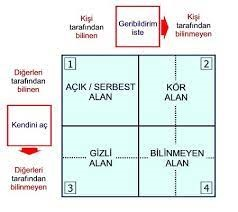 Kişi
tarafından
bilinen
Geribildirim
iste
Kişi
tarafından
bilinmeyen
Diğerleri
tarafından
bilinen
Kendini aç
Diğerleri
tarafından
bilinmeyen
1
2
AÇIK / SERBEST
ALAN
KÖR
ALAN
GİZLİ
ALAN
BİLİNMEYEN
ALAN
3
4